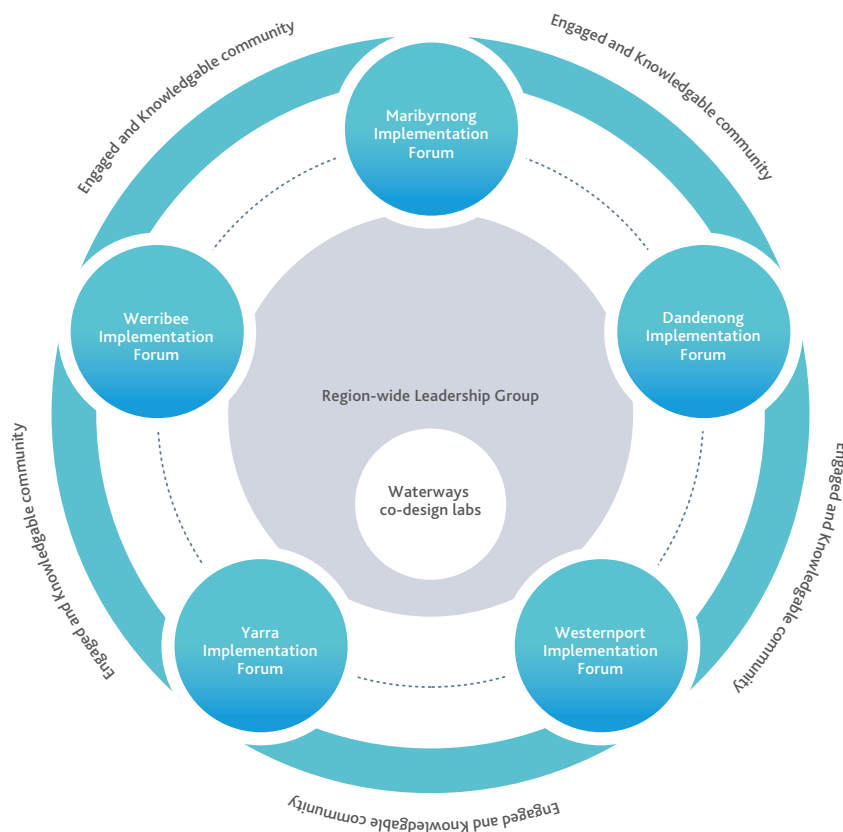 Engaged and Knowledgable community
Engaged and Knowledgable community
Maribyrnong
Implementation
Forum
Werribee
Implementation
Forum
Dandenong
Implementation
Forum
Region-wide Leadership Group
Waterways
co-design labs
Engaged and Knowledgable community
Engaged and Knowledgable community
Yarra
Implementation
Forum
Westernport
Implementation
Forum
Engaged and Knowledgable community